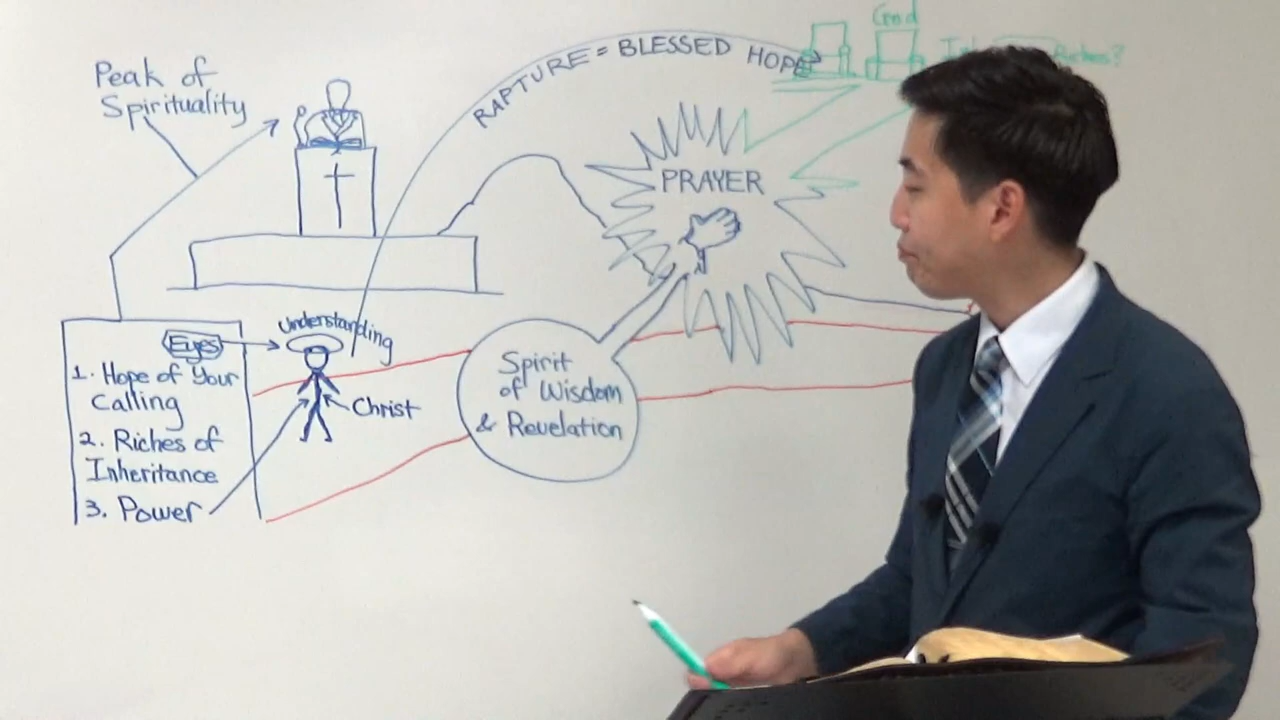 Peak of
Spirituality
RAPTURE = BLESSED HOPE
God
Riches?
PRAYER
Understanding
Eyes
1. Hope of Your
Calling
2. Riches of
Inheritance
3. Power
Christ
Spirit
of Wisdom
& Revelation